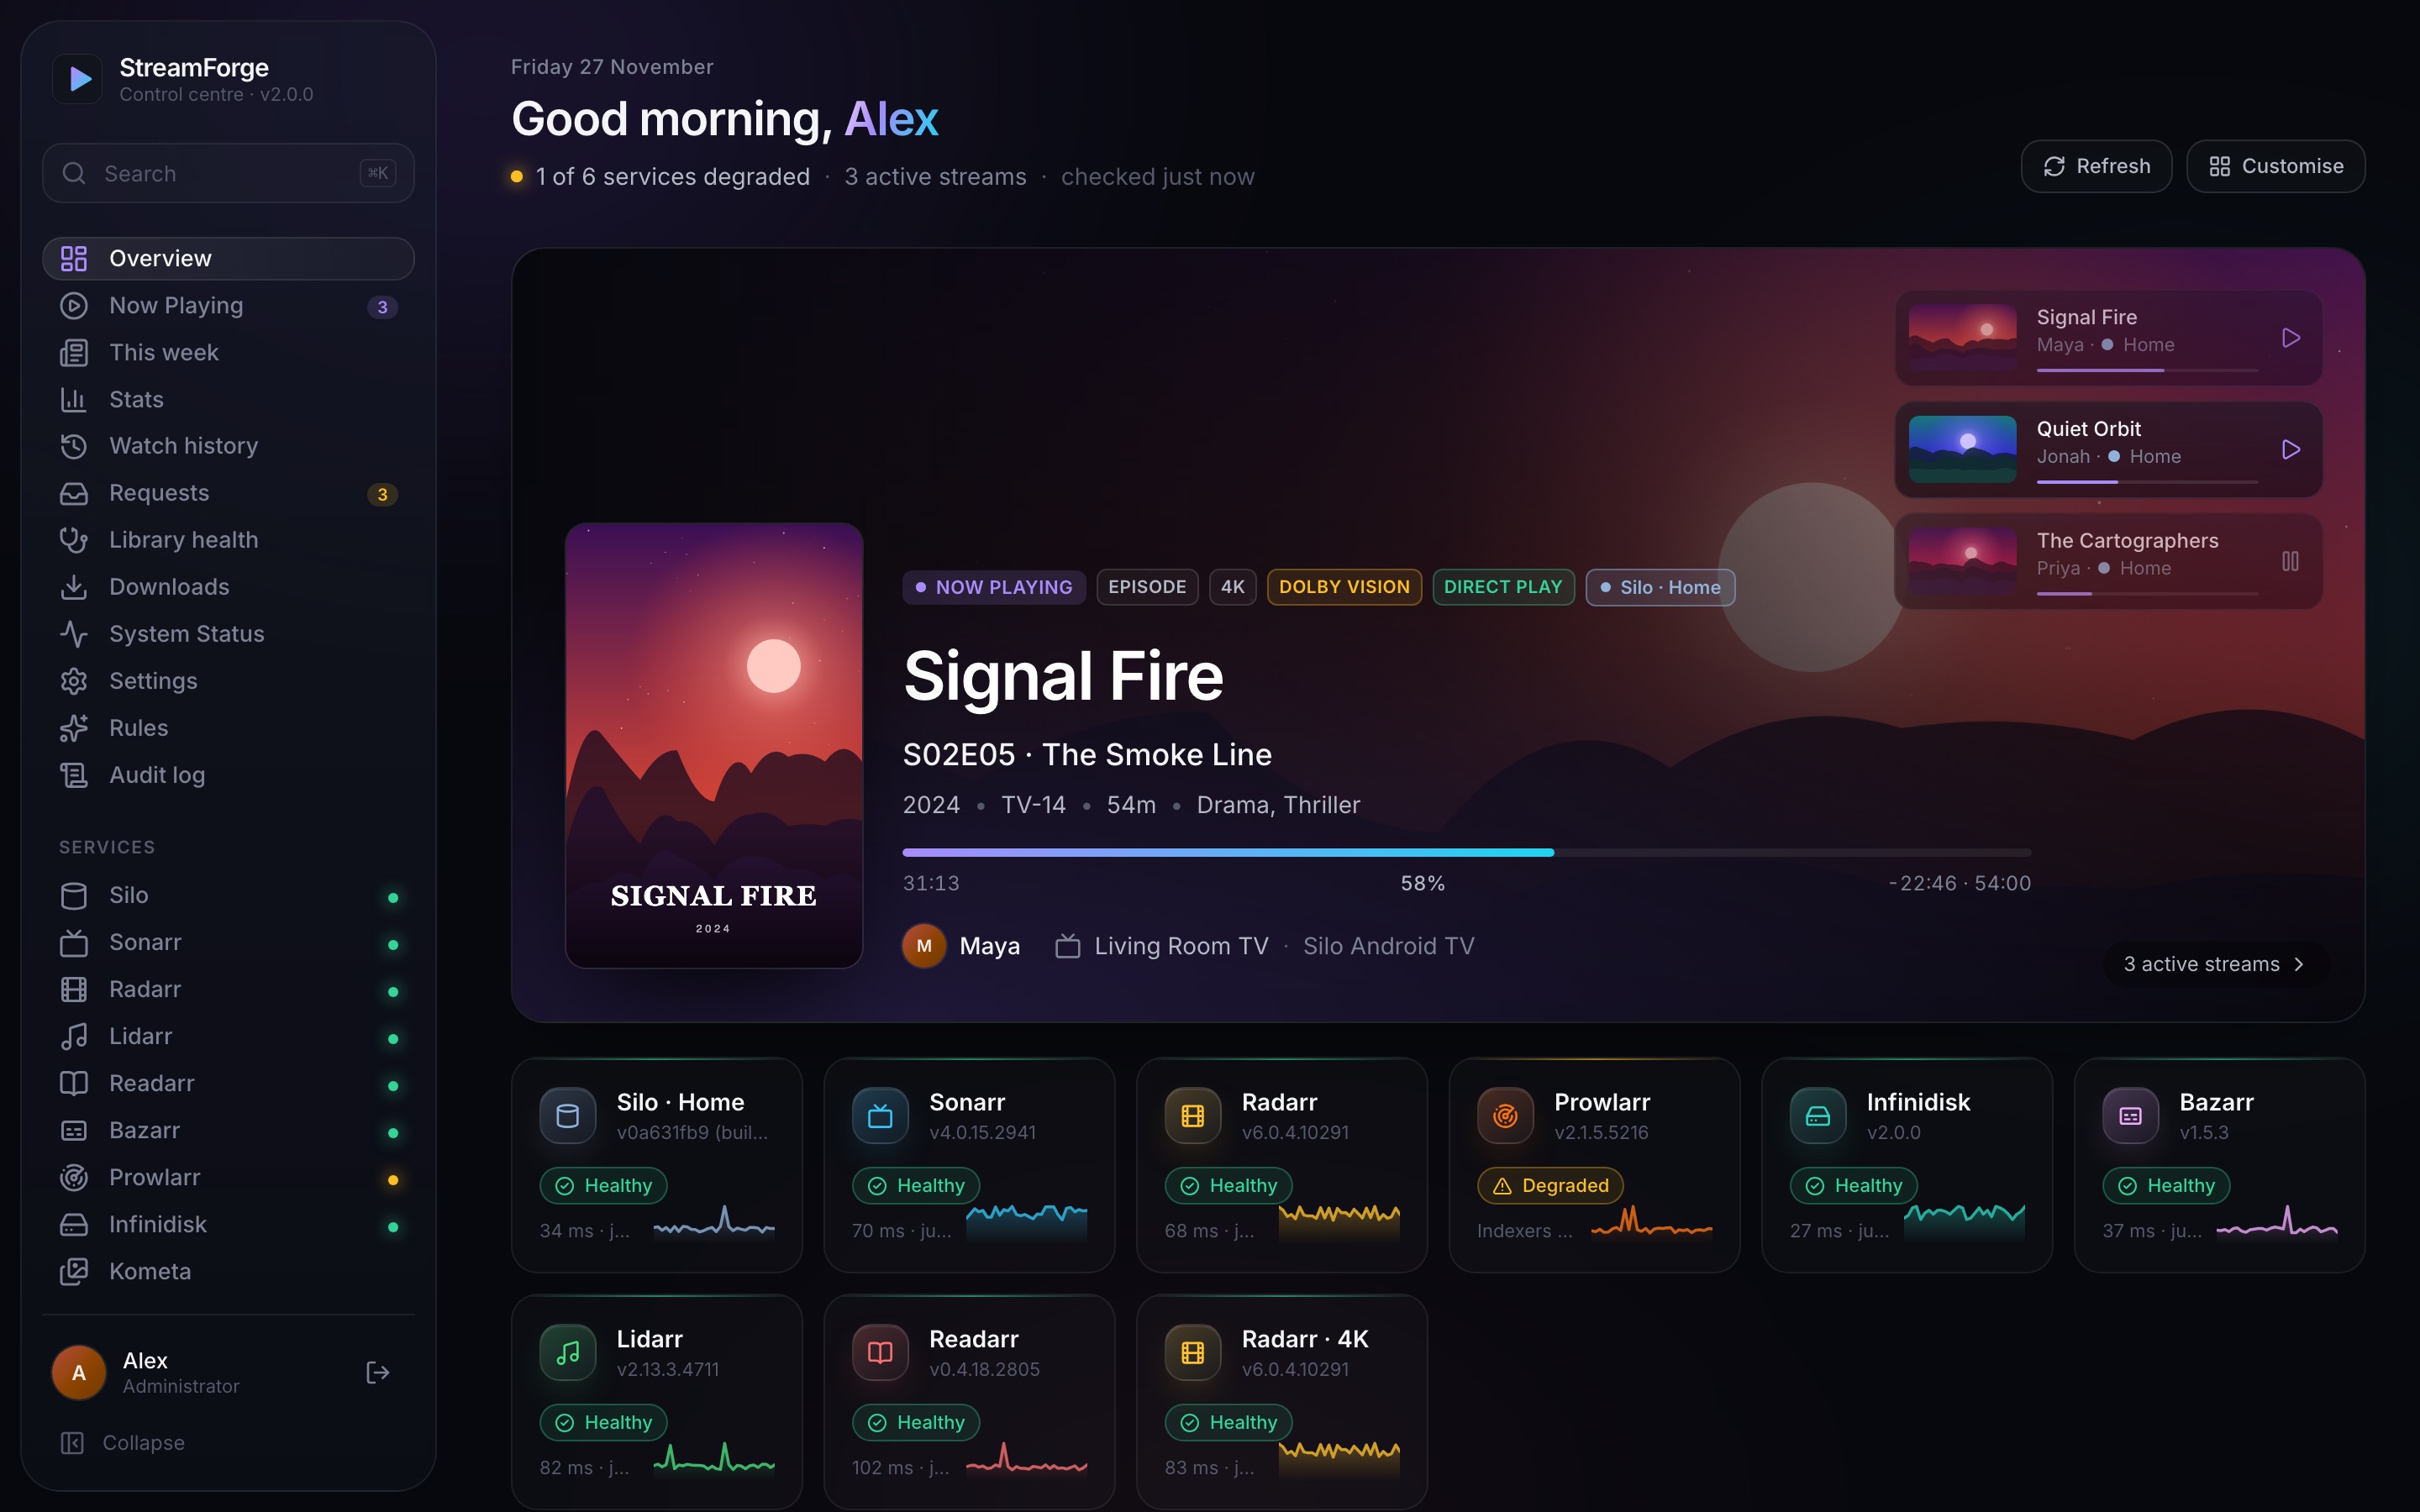 StreamForge
Control centre · v2.0.0
Search
⌘K
Overview
Now Playing
3
This week
Stats
Watch history
Requests
3
Library health
Downloads
System Status
Settings
Rules
Audit log
SERVICES
Silo
Sonarr
Radarr
Lidarr
Readarr
Bazarr
Prowlarr
Infinidisk
Kometa
A
Alex
Administrator
Collapse
Friday 27 November
Good morning, Alex
1 of 6 services degraded · 3 active streams · checked just now
Refresh
Customise
Signal Fire
Maya · Home
Quiet Orbit
Jonah · Home
The Cartographers
Priya · Home
SIGNAL FIRE
2024
NOW PLAYING
EPISODE
4K
DOLBY VISION
DIRECT PLAY
Silo · Home
Signal Fire
S02E05 · The Smoke Line
2024 • TV-14 • 54m • Drama, Thriller
31:13
58%
-22:46 · 54:00
M
Maya
Living Room TV · Silo Android TV
3 active streams
Silo · Home
v0a631fb9 (buil...
Healthy
34 ms · j...
Sonarr
v4.0.15.2941
Healthy
70 ms · ju...
Radarr
v6.0.4.10291
Healthy
68 ms · j...
Prowlarr
v2.1.5.5216
Degraded
Indexers ...
Infinidisk
v2.0.0
Healthy
27 ms · ju...
Bazarr
v1.5.3
Healthy
37 ms · ju...
Lidarr
v2.13.3.4711
Healthy
82 ms · j...
Readarr
v0.4.18.2805
Healthy
102 ms · j...
Radarr · 4K
v6.0.4.10291
Healthy
83 ms · j...